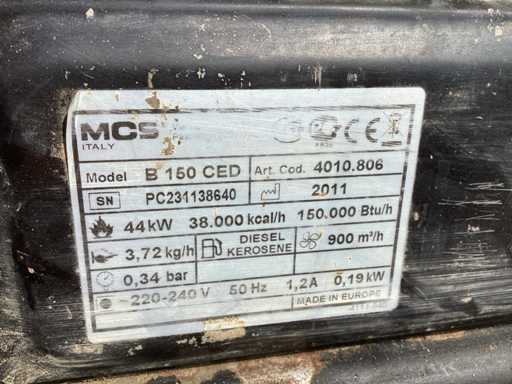 MCS
ITALY
CE
Model B 150 CED Art. Cod. 4010.806
SN PC231138640 2011
44kW 38.000 kcal/h 150.000 Btu/h
3,72 kg/h DIESEL KEROSENE 900 m³/h
0,34 bar
~220-240 V 50 Hz 1,2A 0,19kW
MADE IN EUROPE